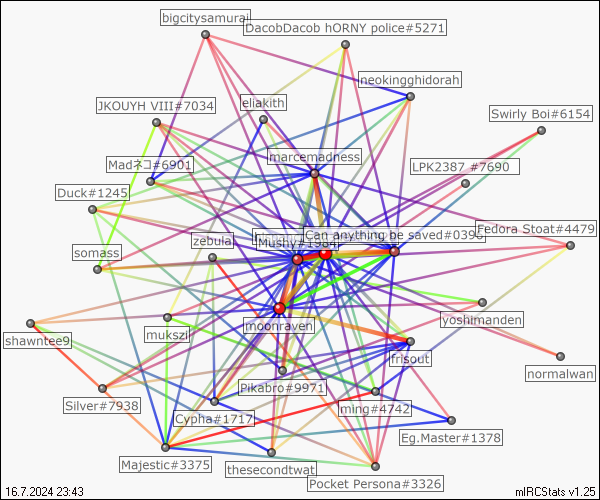 bigcitysamurai
DacobDacob hORNY police#5271
neokingghidorah
JKOUYH VIII#7034
eliakith
Swirly Boi#6154
marcemadness
Madネコ#6901
LPK2387 #7690
Duck#1245
Fedora Stoat#4479
Can anything be saved#0398
zebula
Mushy#1984
somass
moonraven
yoshimanden
mukszi
shawntee9
frisout
normalwan
Pikabro#9971
Silver#7938
ming#4742
Cypha#1717
Eg.Master#1378
Majestic#3375
thesecondtwat
Pocket Persona#3326
16.7.2024 23:43
mIRCStats v1.25